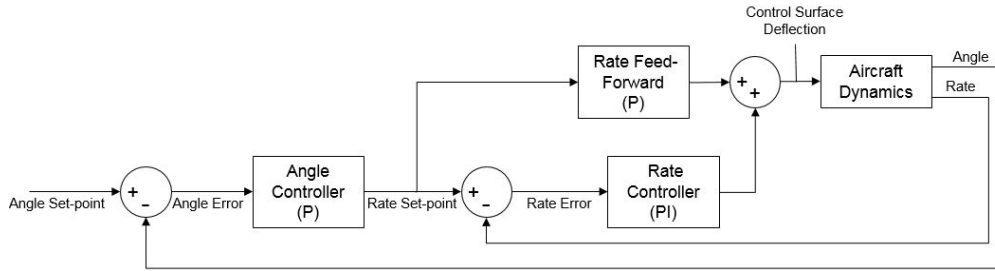 Control Surface
Deflection
Rate Feed-
Forward
(P)
+
+
Aircraft
Dynamics
Angle
Rate
Angle Set-point
+
-
Angle Error
Angle
Controller
(P)
Rate Set-point
+
-
Rate Error
Rate
Controller
(PI)